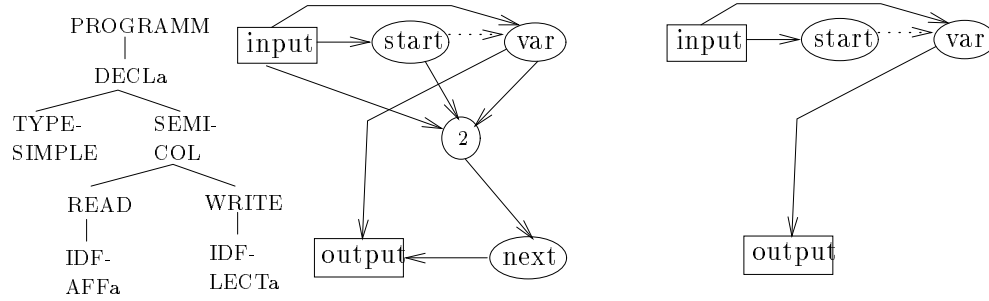 PROGRAMM
DECLa
TYPE-
SIMPLE
SEMI-
COL
READ
WRITE
IDF-
AFFa
IDF-
LECTa
input
start
var
2
output
next
input
start
var
output